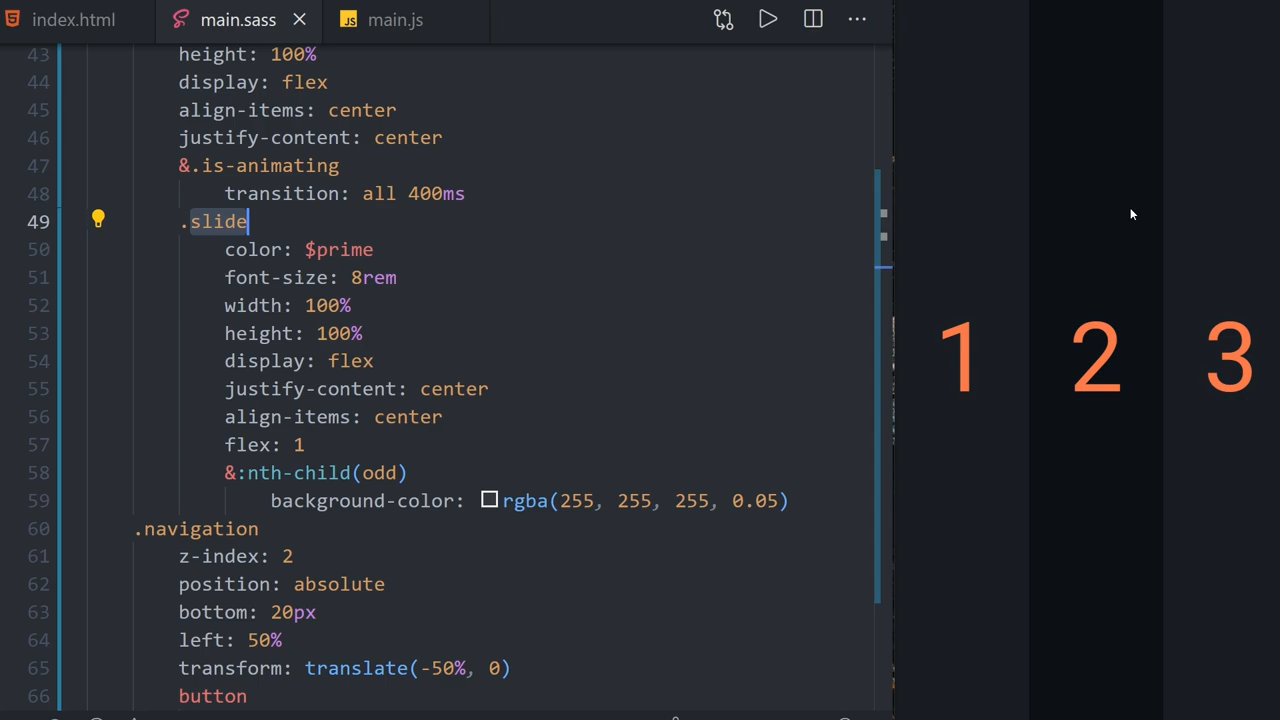 index.html main.sass main.js
43 height: 100%
44 display: flex
45 align-items: center
46 justify-content: center
47 &.is-animating
48 transition: all 400ms
49 .slide
50 color: $prime
51 font-size: 8rem
52 width: 100%
53 height: 100%
54 display: flex
55 justify-content: center
56 align-items: center
57 flex: 1
58 &:nth-child(odd)
59 background-color: rgba(255, 255, 255, 0.05)
60 .navigation
61 z-index: 2
62 position: absolute
63 bottom: 20px
64 left: 50%
65 transform: translate(-50%, 0)
66 button
1 2 3